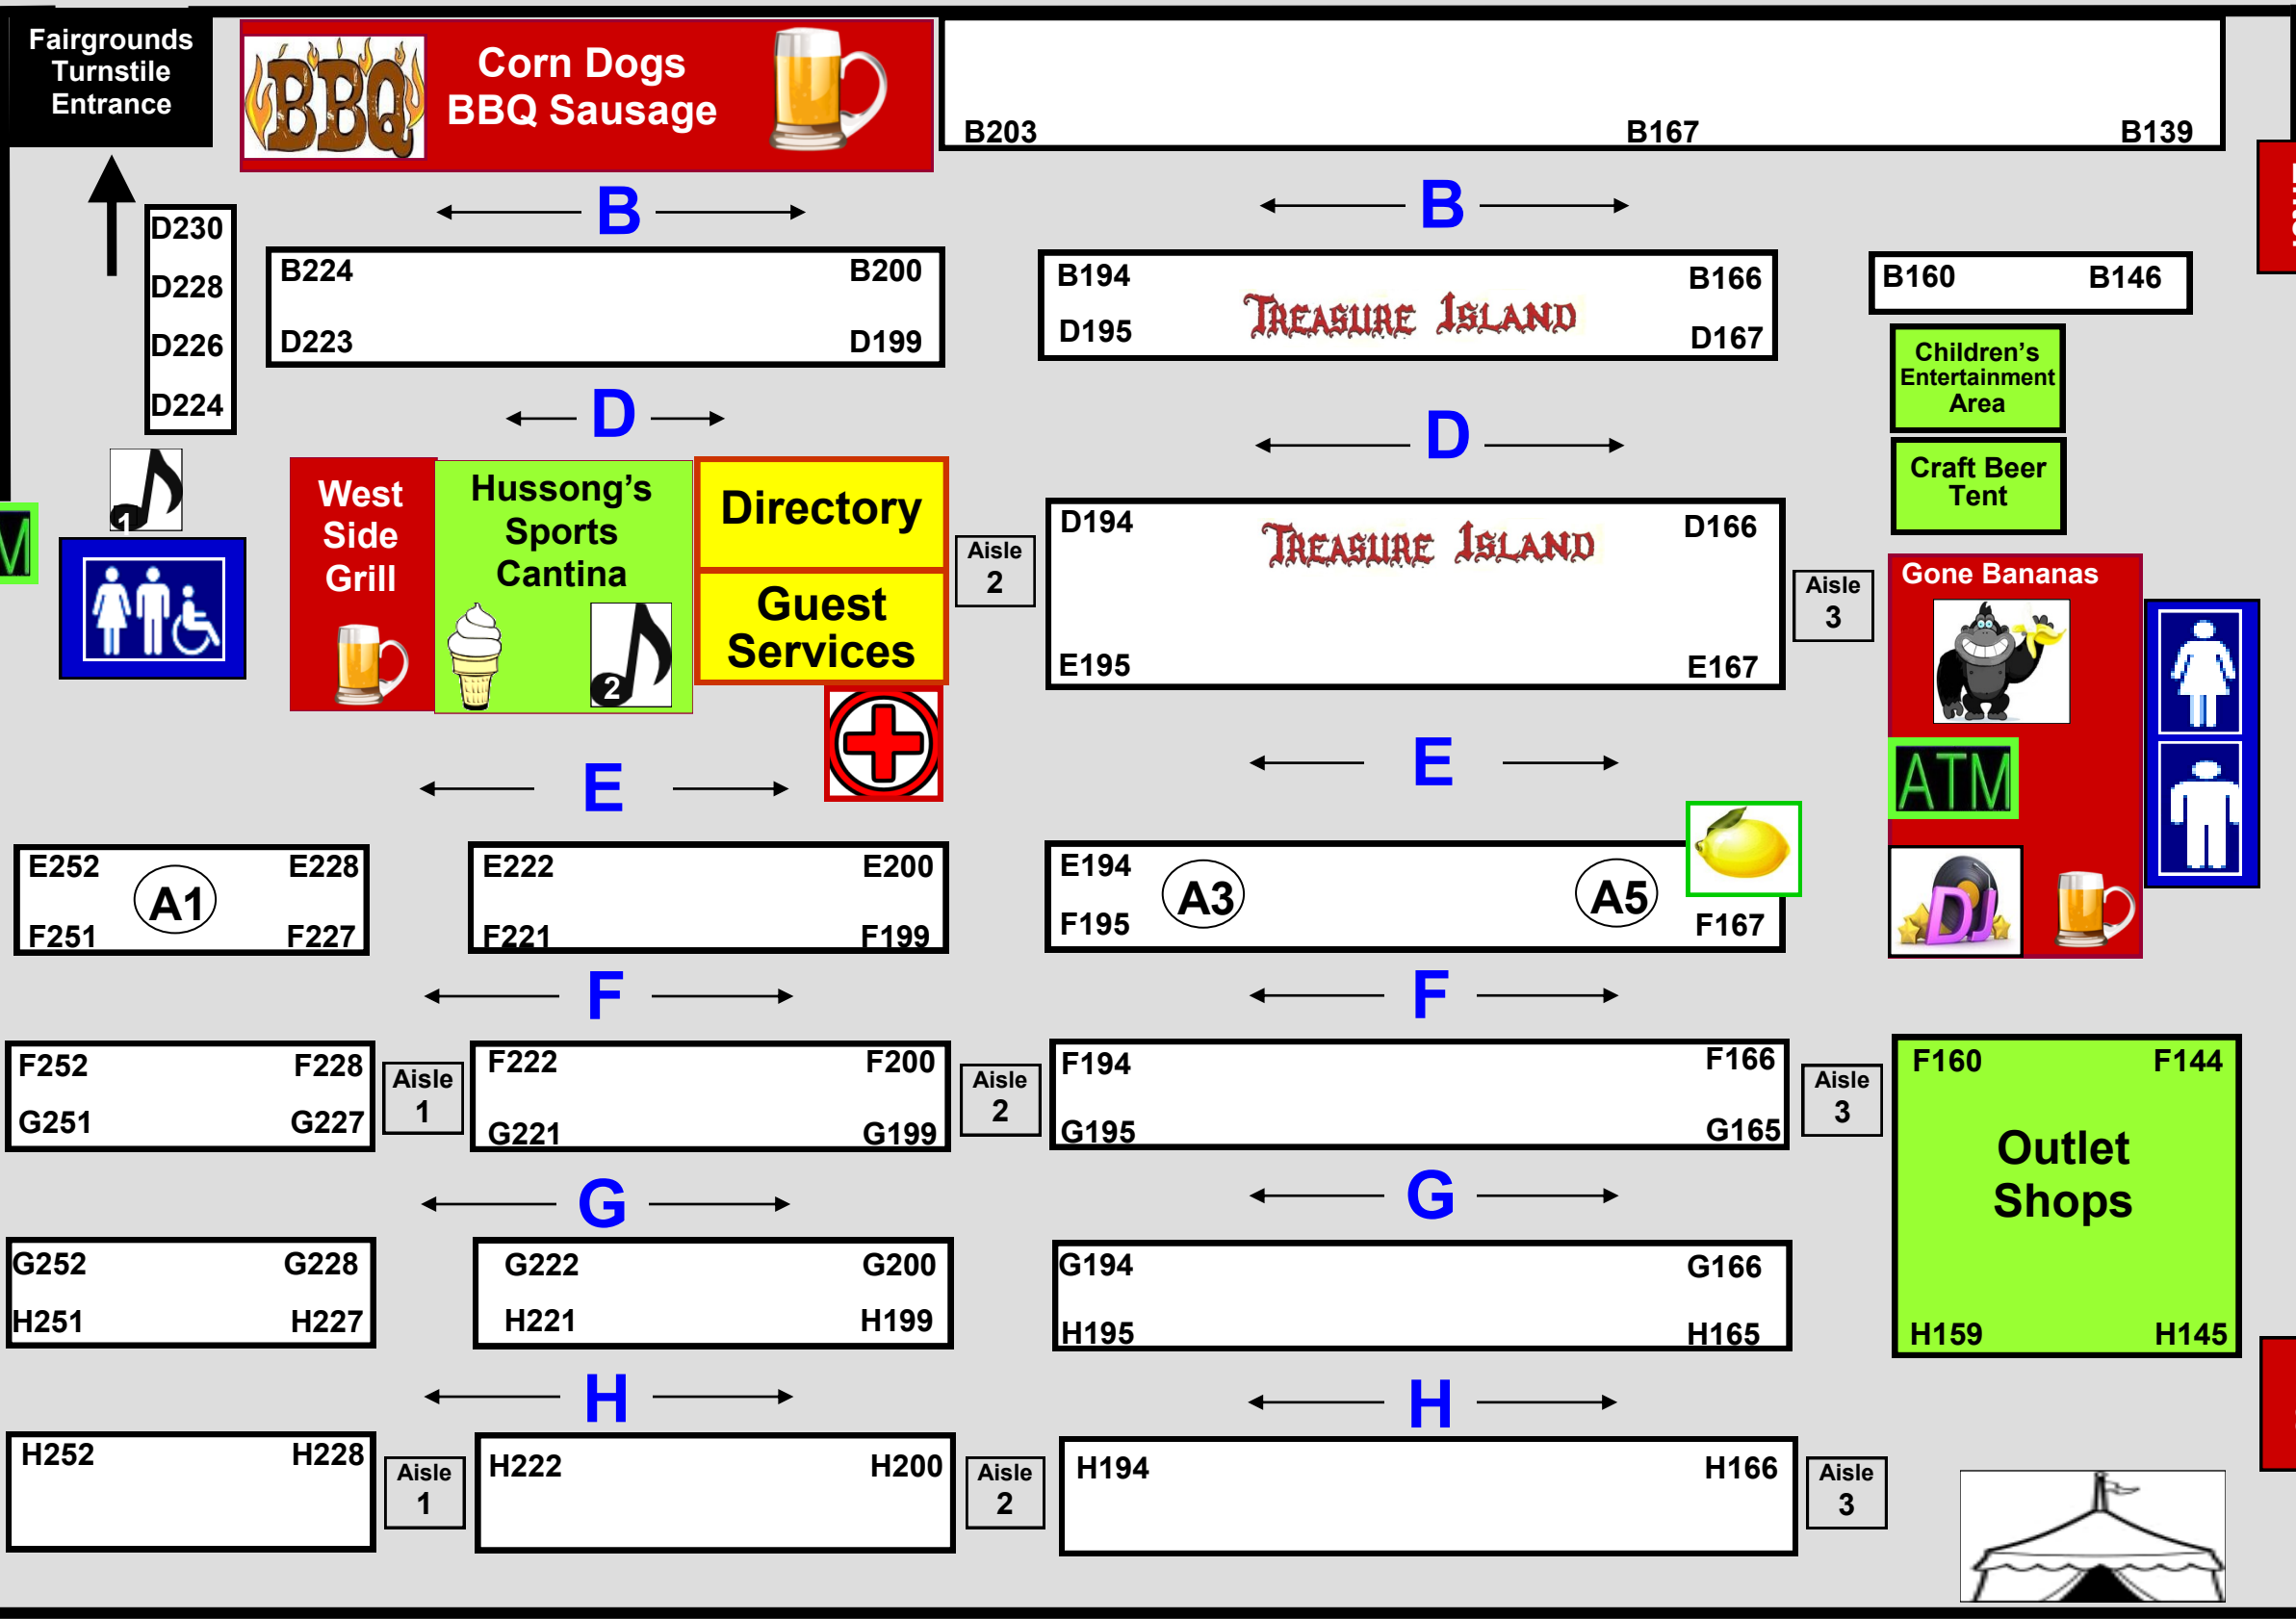 Fairgrounds
Turnstile
Entrance
BBQ
Corn Dogs
BBQ Sausage
B203 B167 B139
B B
D230
D228
D226
D224
B224 B200
D223 D199
B194 B166
TREASURE ISLAND
D195 D167
B160 B146
Children's
Entertainment
Area
Craft Beer
Tent
D D
1
West
Side
Grill
Hussong's
Sports
Cantina
2
Directory
Guest
Services
Aisle
2
D194 D166
TREASURE ISLAND
E195 E167
Aisle
3
Gone Bananas
ATM
DJ
E E
E252 E228
A1
F251 F227
E222 E200
F221 F199
E194
A3 A5
F195 F167
F F
F252 F228
G251 G227
Aisle
1
F222 F200
G221 G199
Aisle
2
F194 F166
G195 G165
Aisle
3
F160 F144
Outlet
Shops
H159 H145
G G
G252 G228
H251 H227
G222 G200
H221 H199
G194 G166
H195 H165
H H
H252 H228
Aisle
1
H222 H200
Aisle
2
H194 H166
Aisle
3